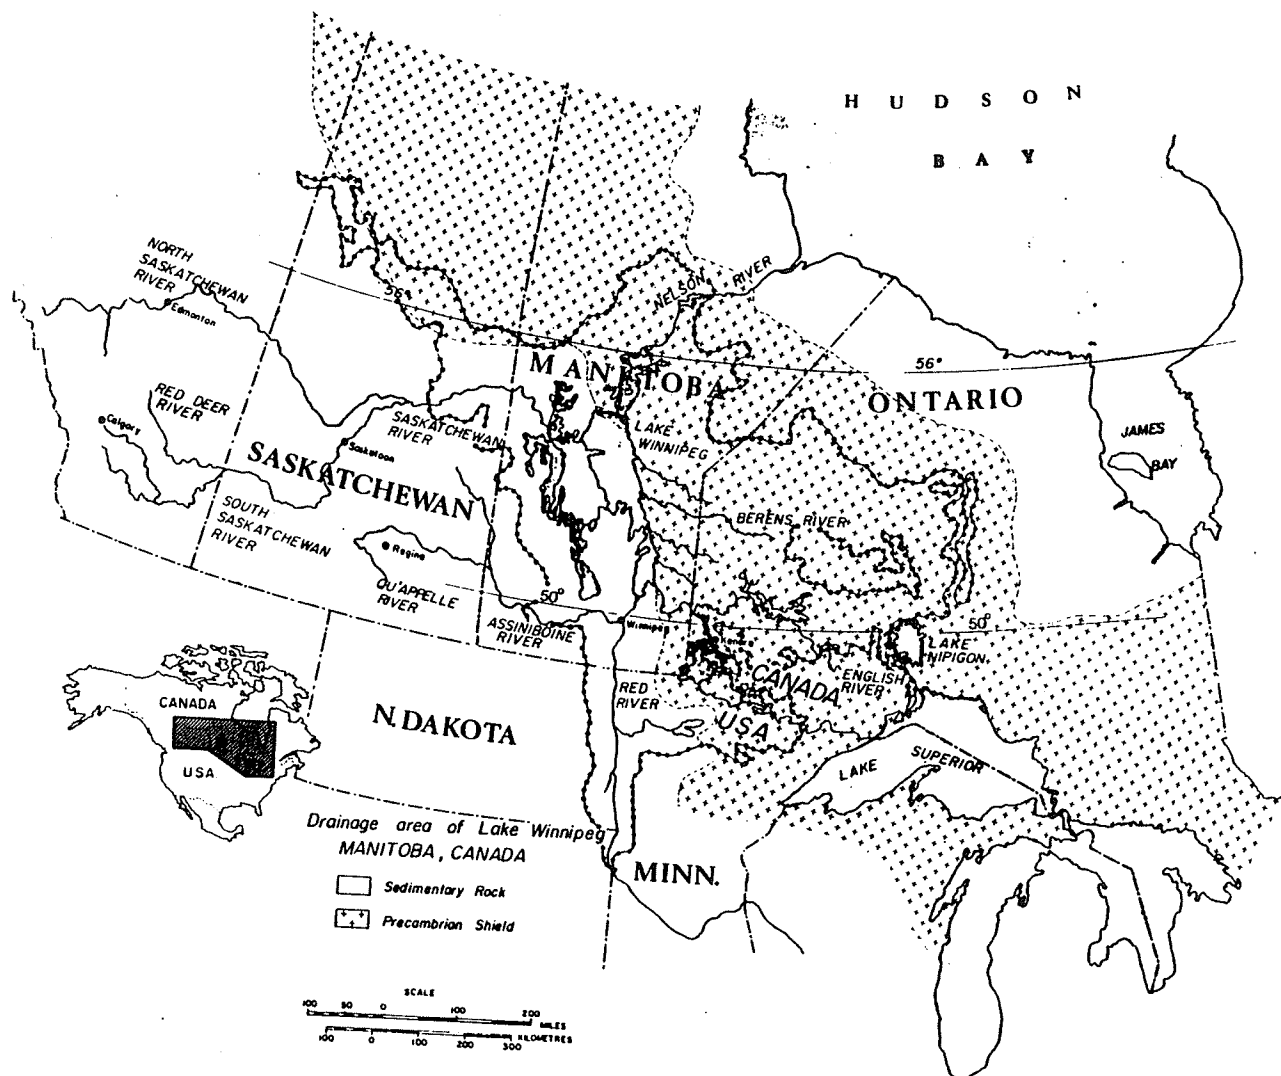 HUDSON
BAY
NORTH
SASKATCHEWAN
RIVER
Edmonton
56°
NELSON RIVER
56°
MANITOBA
ONTARIO
RED DEER
RIVER
Calgary
SASKATCHEWAN
RIVER
Saskatoon
LAKE
WINNIPEG
JAMES
BAY
SASKATCHEWAN
SOUTH
SASKATCHEWAN
RIVER
BERENS RIVER
Regina
QU'APPELLE
RIVER
50°
50°
ASSINIBOINE
RIVER
Winnipeg
Kenora
LAKE
NIPIGON
ENGLISH
RIVER
CANADA
USA
RED
RIVER
CANADA
USA
N. DAKOTA
LAKE SUPERIOR
MINN.
Drainage area of Lake Winnipeg
MANITOBA, CANADA
Sedimentary Rock
Precambrian Shield
SCALE
100 50 0 100 200
MILES
100 0 100 200 300 KILOMETRES